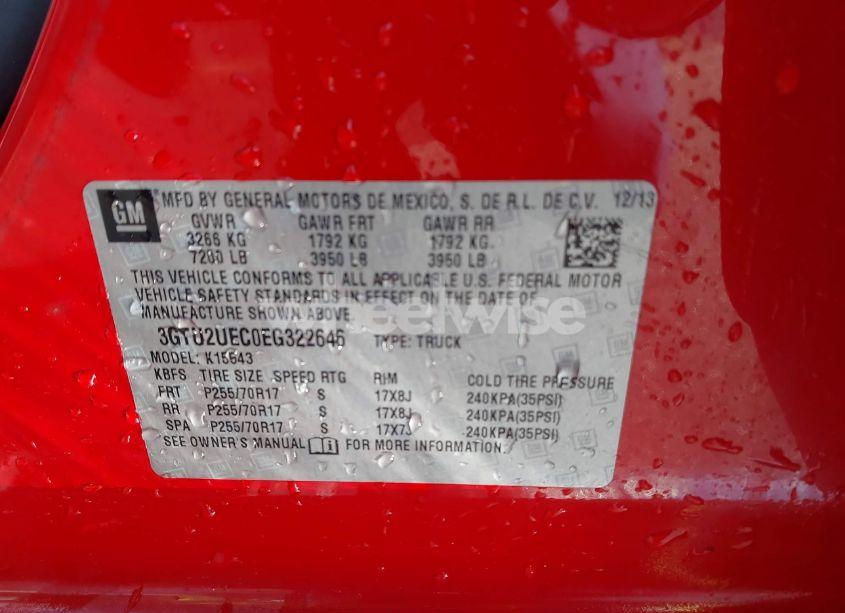 GM
MFD BY GENERAL MOTORS DE MEXICO, S. DE R.L. DE C.V. 12/13
GVWR GAWR FRT GAWR RR
3266 KG 1792 KG 1792 KG
7200 LB 3950 LB 3950 LB
THIS VEHICLE CONFORMS TO ALL APPLICABLE U.S. FEDERAL MOTOR
VEHICLE SAFETY STANDARDS IN EFFECT ON THE DATE OF
MANUFACTURE SHOWN ABOVE.
3GTU2UEC0EG322646 TYPE: TRUCK
MODEL: K15543
KBFS TIRE SIZE SPEED RTG RIM COLD TIRE PRESSURE
FRT P255/70R17 S 17X8J 240KPA(35PSI)
RR P255/70R17 S 17X8J 240KPA(35PSI)
SPA P255/70R17 S 17X7J 240KPA(35PSI)
SEE OWNER'S MANUAL FOR MORE INFORMATION.